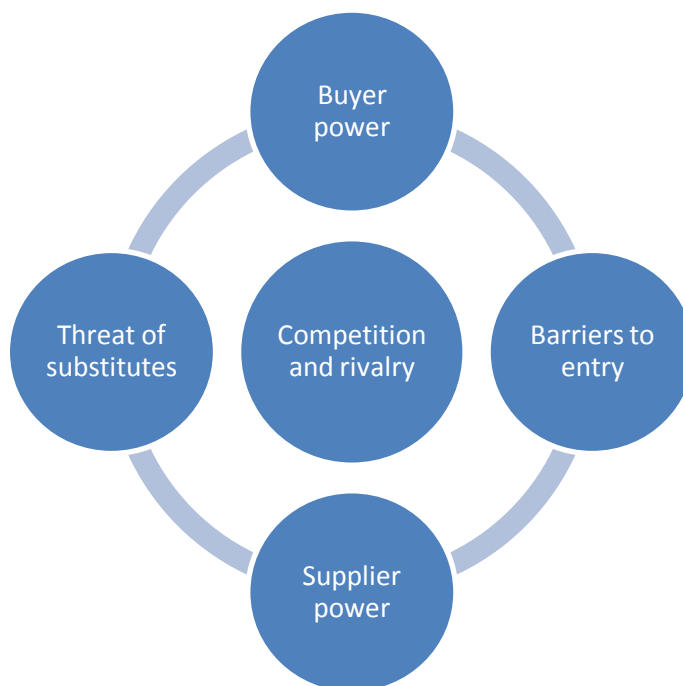 Buyer
power
Threat of
substitutes
Competition
and rivalry
Barriers to
entry
Supplier
power